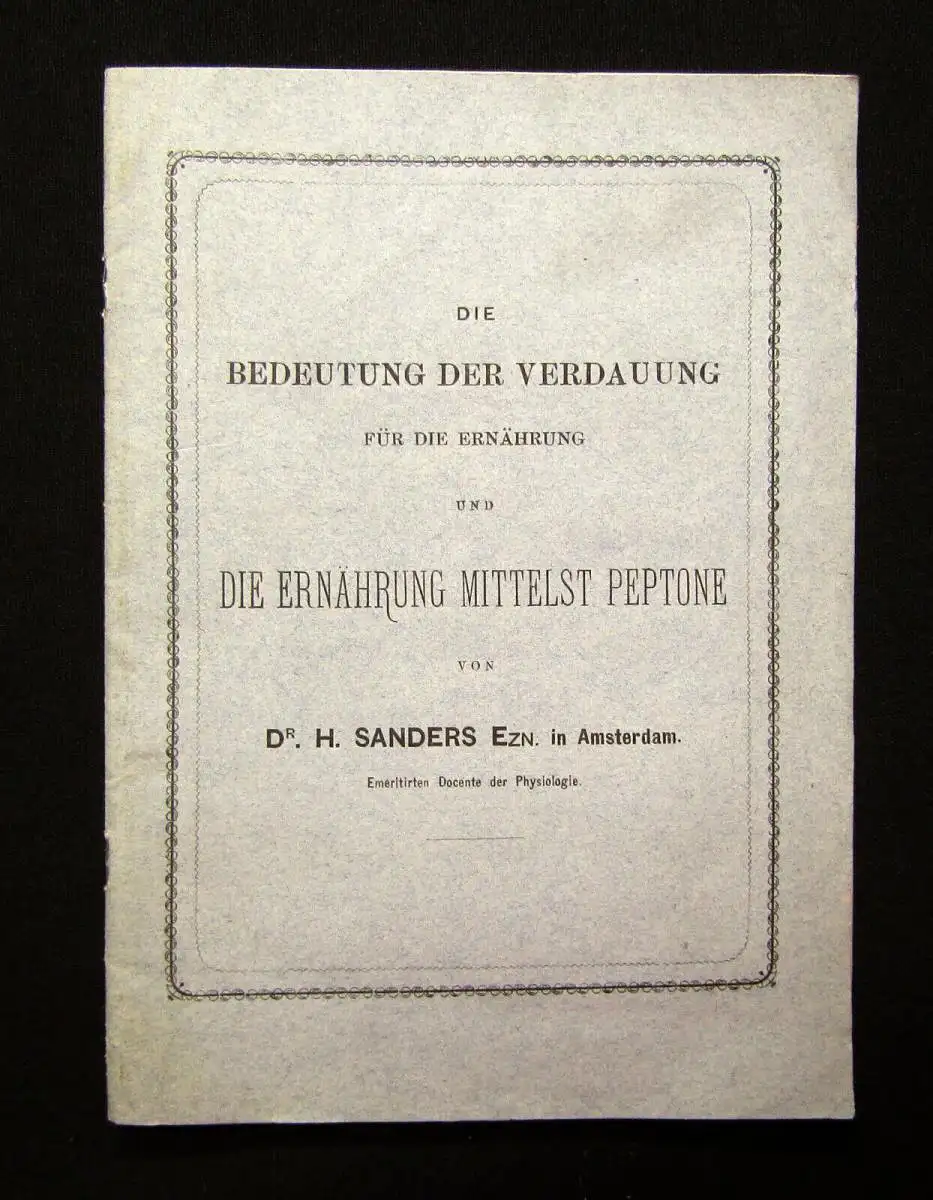 DIE
BEDEUTUNG DER VERDAUUNG
FÜR DIE ERNÄHRUNG
UND
DIE ERNÄHRUNG MITTELST PEPTONE
VON
DR. H. SANDERS EZN. in Amsterdam.
Emeritirten Docente der Physiologie.